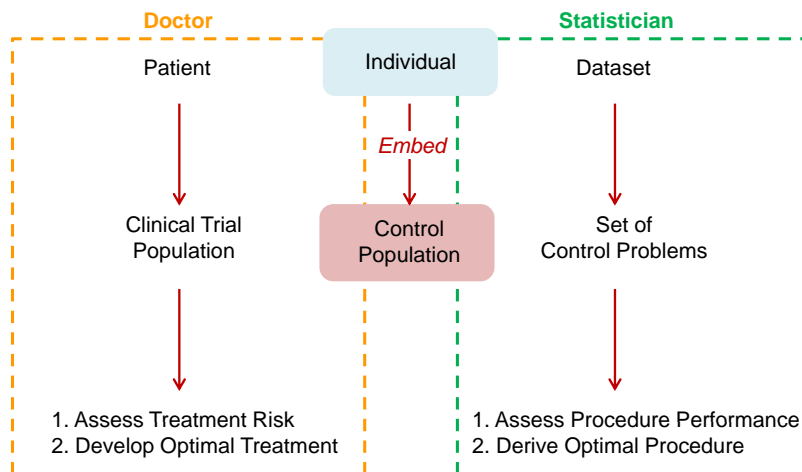 Doctor
Statistician
Patient
Individual
Dataset
Embed
Clinical Trial
Population
Control
Population
Set of
Control Problems
1. Assess Treatment Risk
2. Develop Optimal Treatment
1. Assess Procedure Performance
2. Derive Optimal Procedure